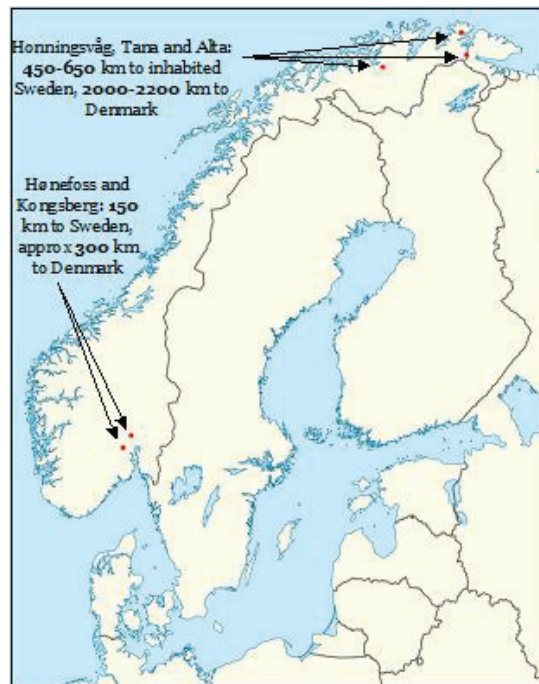 Honningsvåg, Tana and Alta:
450-650 km to inhabited
Sweden, 2000-2200 km to
Denmark
Hønefoss and
Kongsberg: 150
km to Sweden,
approx 300 km
to Denmark